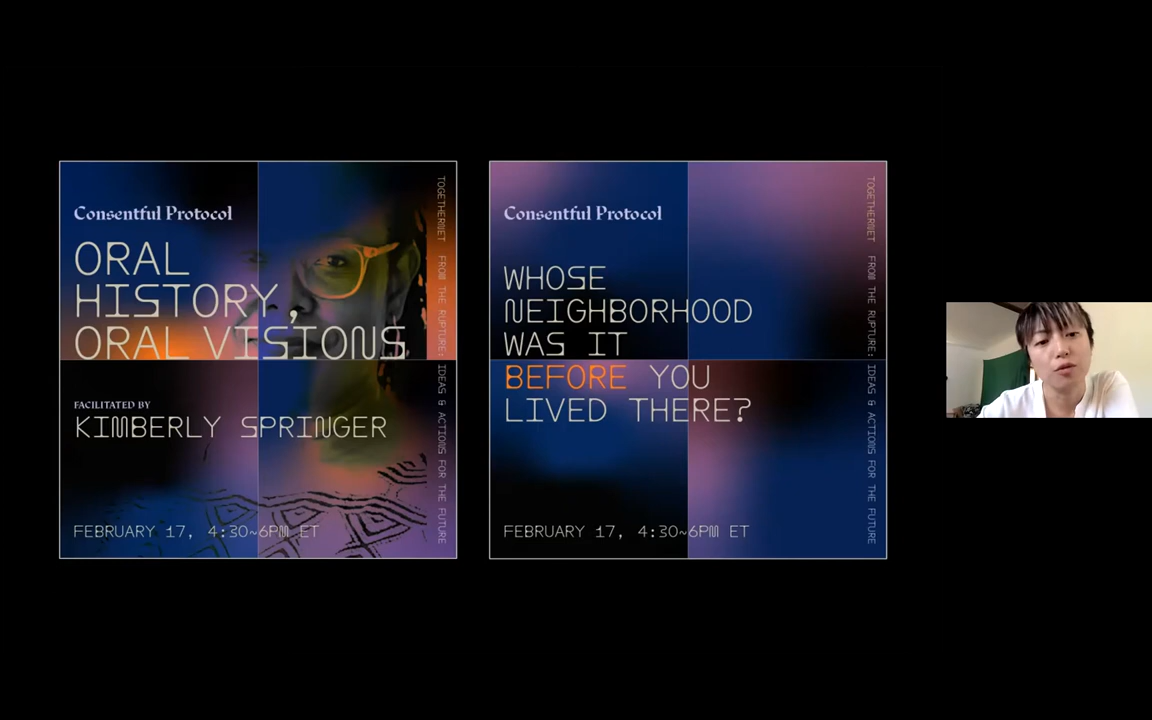 Consentful Protocol
ORAL
HISTORY,
ORAL VISIONS
FACILITATED BY
KIMBERLY SPRINGER
FEBRUARY 17, 4:30~6PM ET
TOGETHERNET FROM THE RUPTURE: IDEAS & ACTIONS FOR THE FUTURE
Consentful Protocol
WHOSE
NEIGHBORHOOD
WAS IT
BEFORE YOU
LIVED THERE?
FEBRUARY 17, 4:30~6PM ET
TOGETHERNET FROM THE RUPTURE: IDEAS & ACTIONS FOR THE FUTURE